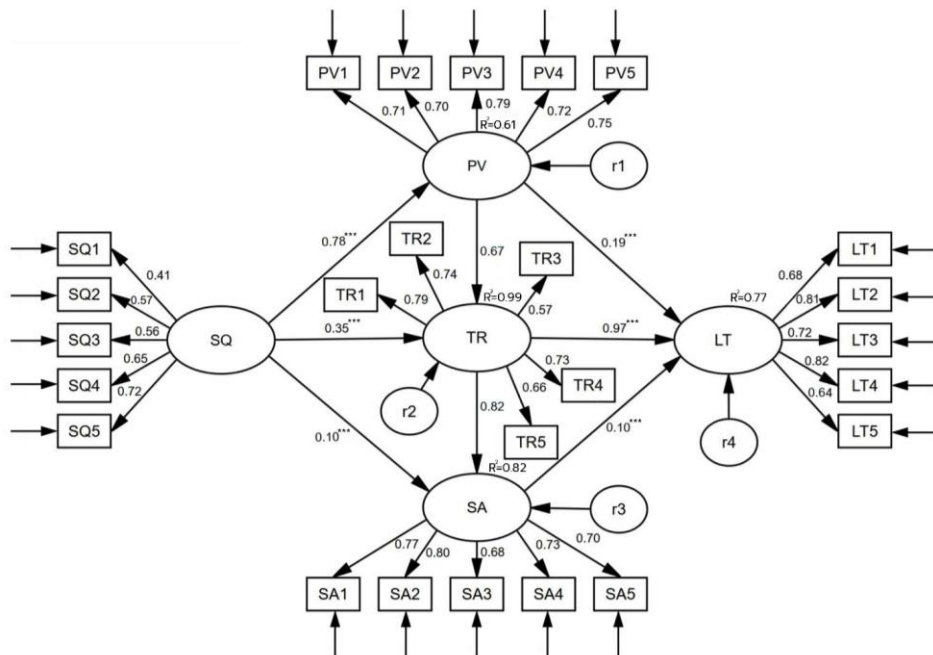 PV1 PV2 PV3 PV4 PV5
0.71 0.70 0.79 0.72 0.75
R²=0.61
PV r1
SQ1 TR2 LT1
0.78*** 0.67 TR3 0.19***
0.41 0.74 0.68
SQ2 TR1 R²=0.99 R²=0.77 0.81 LT2
0.57 0.79 0.57
SQ3 0.56 SQ 0.35*** TR 0.97*** LT 0.72 LT3
0.65 0.73 0.82
SQ4 r2 0.66 TR4 LT4
0.72 0.82 0.64
SQ5 TR5 r4 LT5
0.10*** 0.10***
R²=0.82
SA r3
0.77 0.80 0.68 0.73 0.70
SA1 SA2 SA3 SA4 SA5